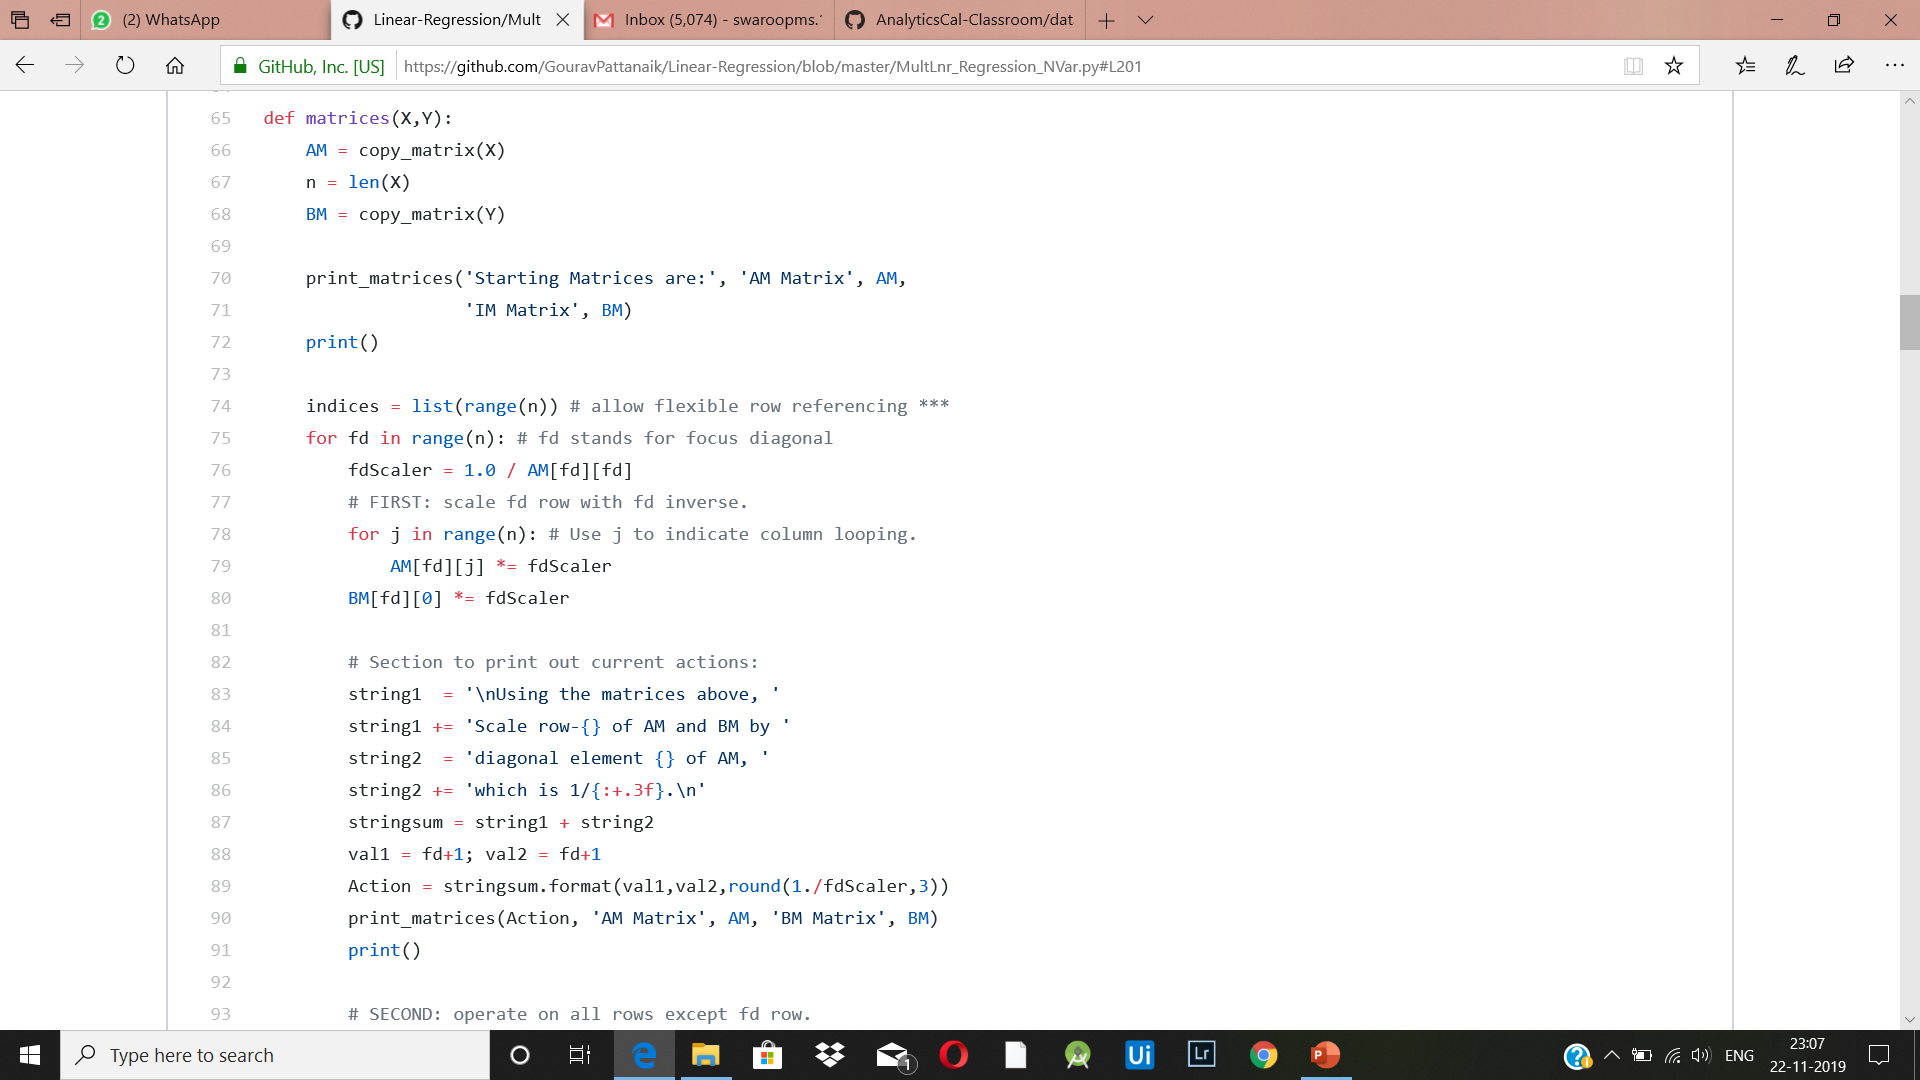 (2) WhatsApp
Linear-Regression/Mult
Inbox (5,074) - swaroopms.
AnalyticsCal-Classroom/dat
GitHub, Inc. [US]
https://github.com/GouravPattanaik/Linear-Regression/blob/master/MultLnr_Regression_NVar.py#L201
65 def matrices(X,Y):
66 AM = copy_matrix(X)
67 n = len(X)
68 BM = copy_matrix(Y)
69
70 print_matrices('Starting Matrices are:', 'AM Matrix', AM,
71 'IM Matrix', BM)
72 print()
73
74 indices = list(range(n)) # allow flexible row referencing ***
75 for fd in range(n): # fd stands for focus diagonal
76 fdScaler = 1.0 / AM[fd][fd]
77 # FIRST: scale fd row with fd inverse.
78 for j in range(n): # Use j to indicate column looping.
79 AM[fd][j] *= fdScaler
80 BM[fd][0] *= fdScaler
81
82 # Section to print out current actions:
83 string1  = '\nUsing the matrices above, '
84 string1 += 'Scale row-{} of AM and BM by '
85 string2  = 'diagonal element {} of AM, '
86 string2 += 'which is 1/{:+.3f}.\n'
87 stringsum = string1 + string2
88 val1 = fd+1; val2 = fd+1
89 Action = stringsum.format(val1,val2,round(1./fdScaler,3))
90 print_matrices(Action, 'AM Matrix', AM, 'BM Matrix', BM)
91 print()
92
93 # SECOND: operate on all rows except fd row.
Type here to search
1
Ui
Lr
P
ENG
23:07
22-11-2019